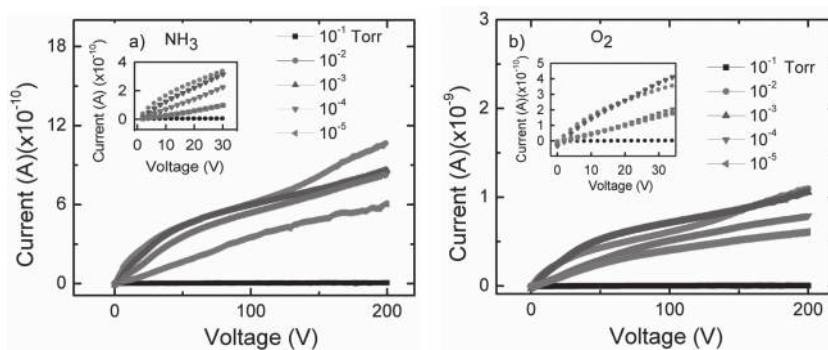 a) NH3
10^-1 Torr
10^-2
10^-3
10^-4
10^-5
Current (A) (x10^-10)
4
2
0
0 10 20 30
Voltage (V)
Current (A) (x10^-10)
18
12
6
0
0 100 200
Voltage (V)
b) O2
10^-1 Torr
10^-2
10^-3
10^-4
10^-5
Current (A)(x10^-10)
5
4
3
2
1
0
0 10 20 30
Voltage (V)
Current (A)(x10^-9)
3
2
1
0
0 100 200
Voltage (V)